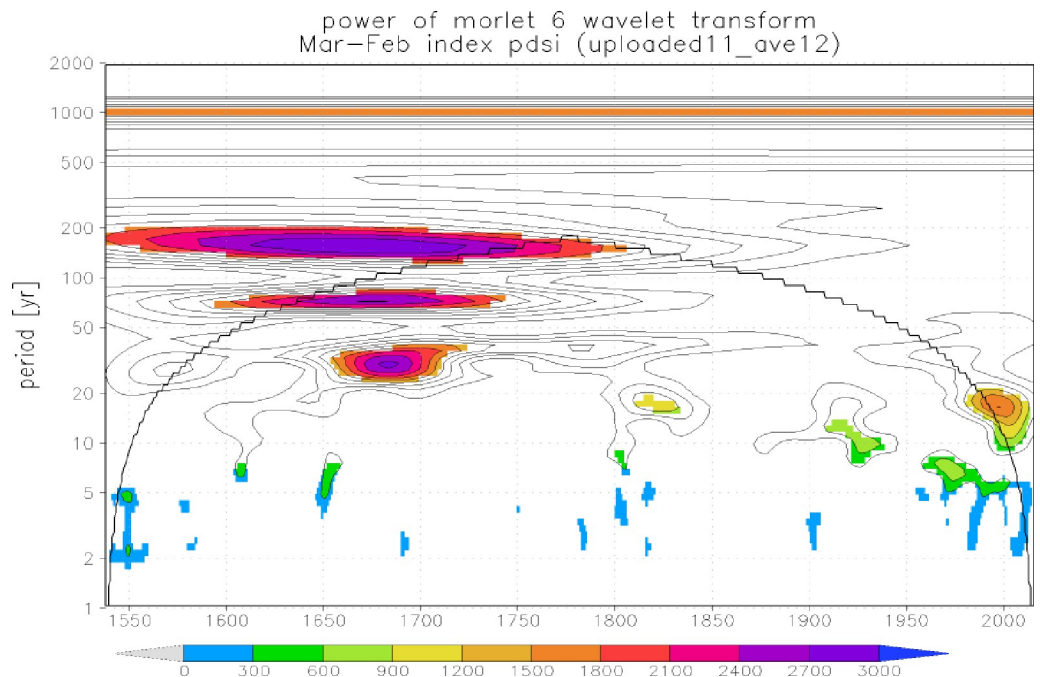 power of morlet 6 wavelet transform
Mar-Feb index pdsi (uploaded11_ave12)
period [yr]
2000
1000
500
200
100
50
20
10
5
2
1
1550 1600 1650 1700 1750 1800 1850 1900 1950 2000
0 300 600 900 1200 1500 1800 2100 2400 2700 3000